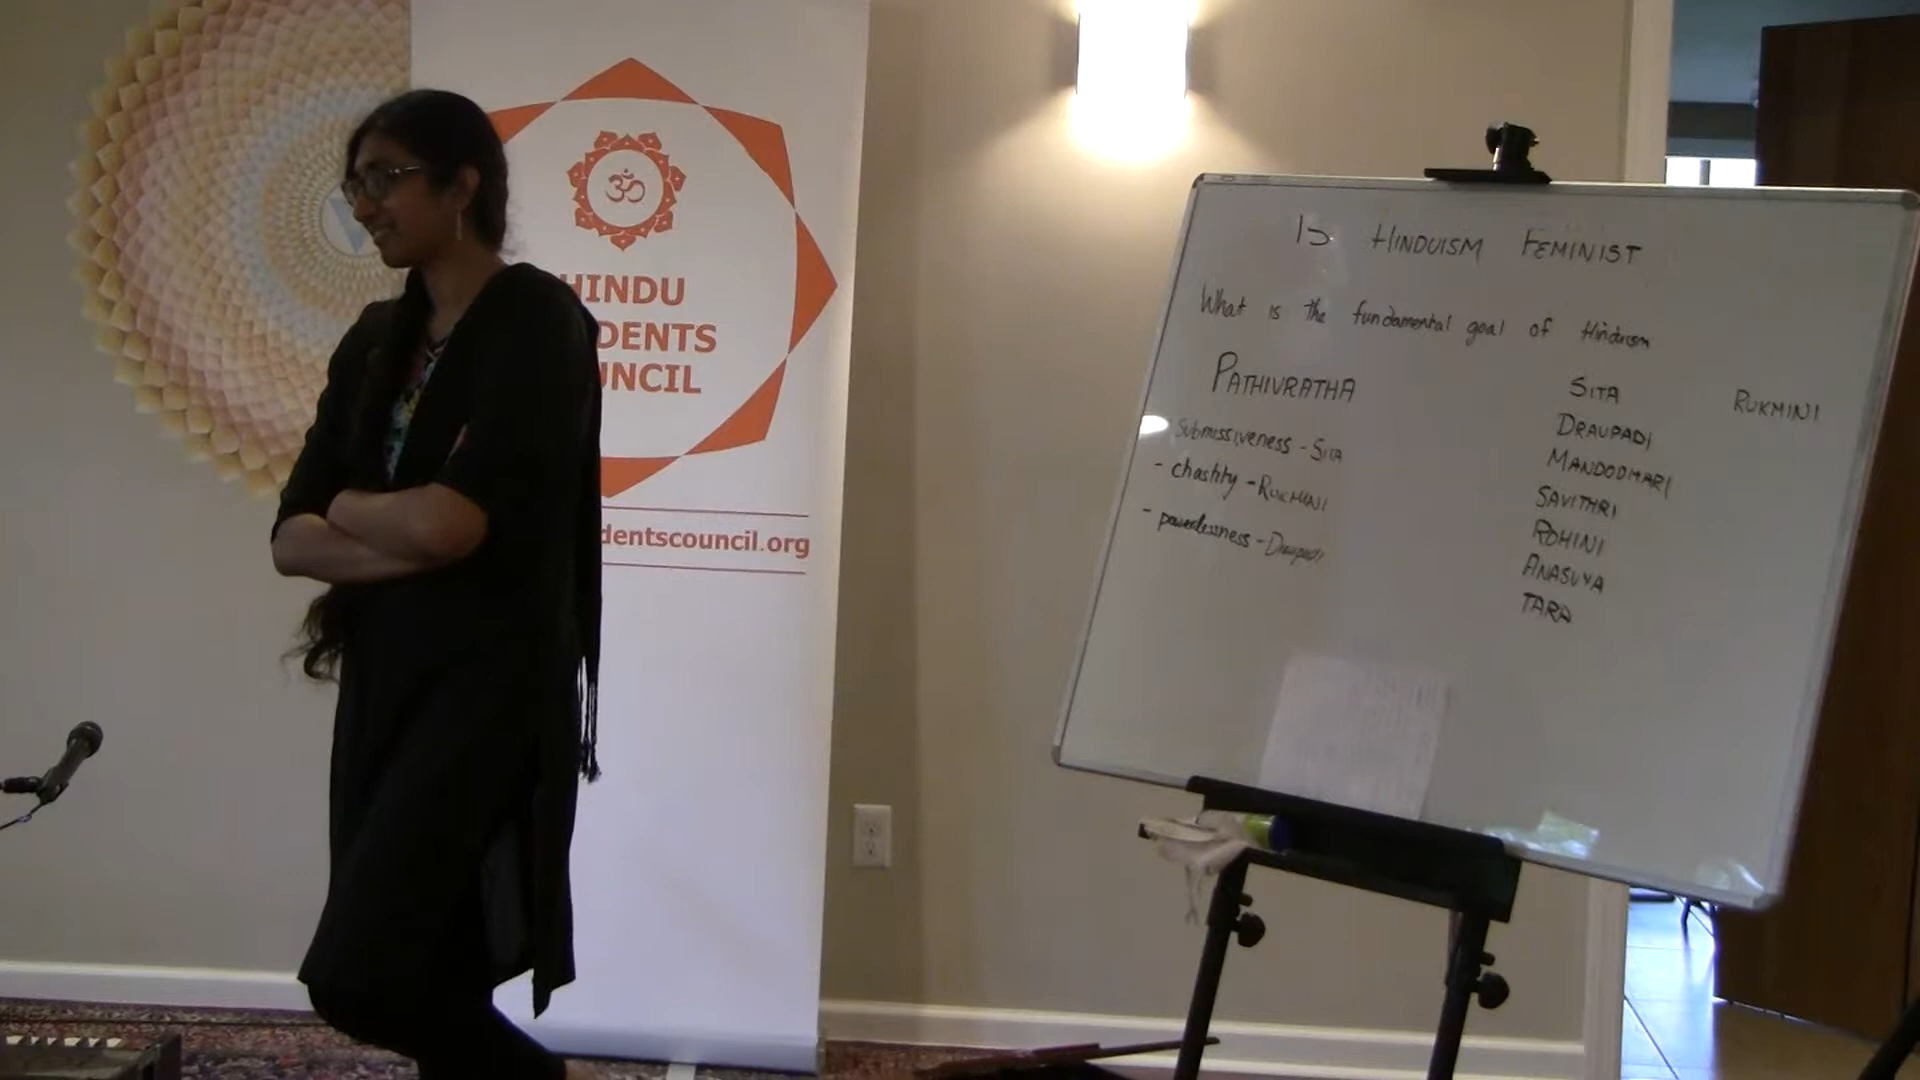 ॐ
HINDU
DENTS
UNCIL
dentscouncil.org
IS HINDUISM FEMINIST
What is the fundamental goal of Hinduism
PATHIVRATHA
submissiveness - SITA
- chastity - RUKMINI
- powerlessness - Draupadi
SITA
DRAUPADI
MANDODHARI
SAVITHRI
ROHINI
ANASUYA
TARA
RUKMINI